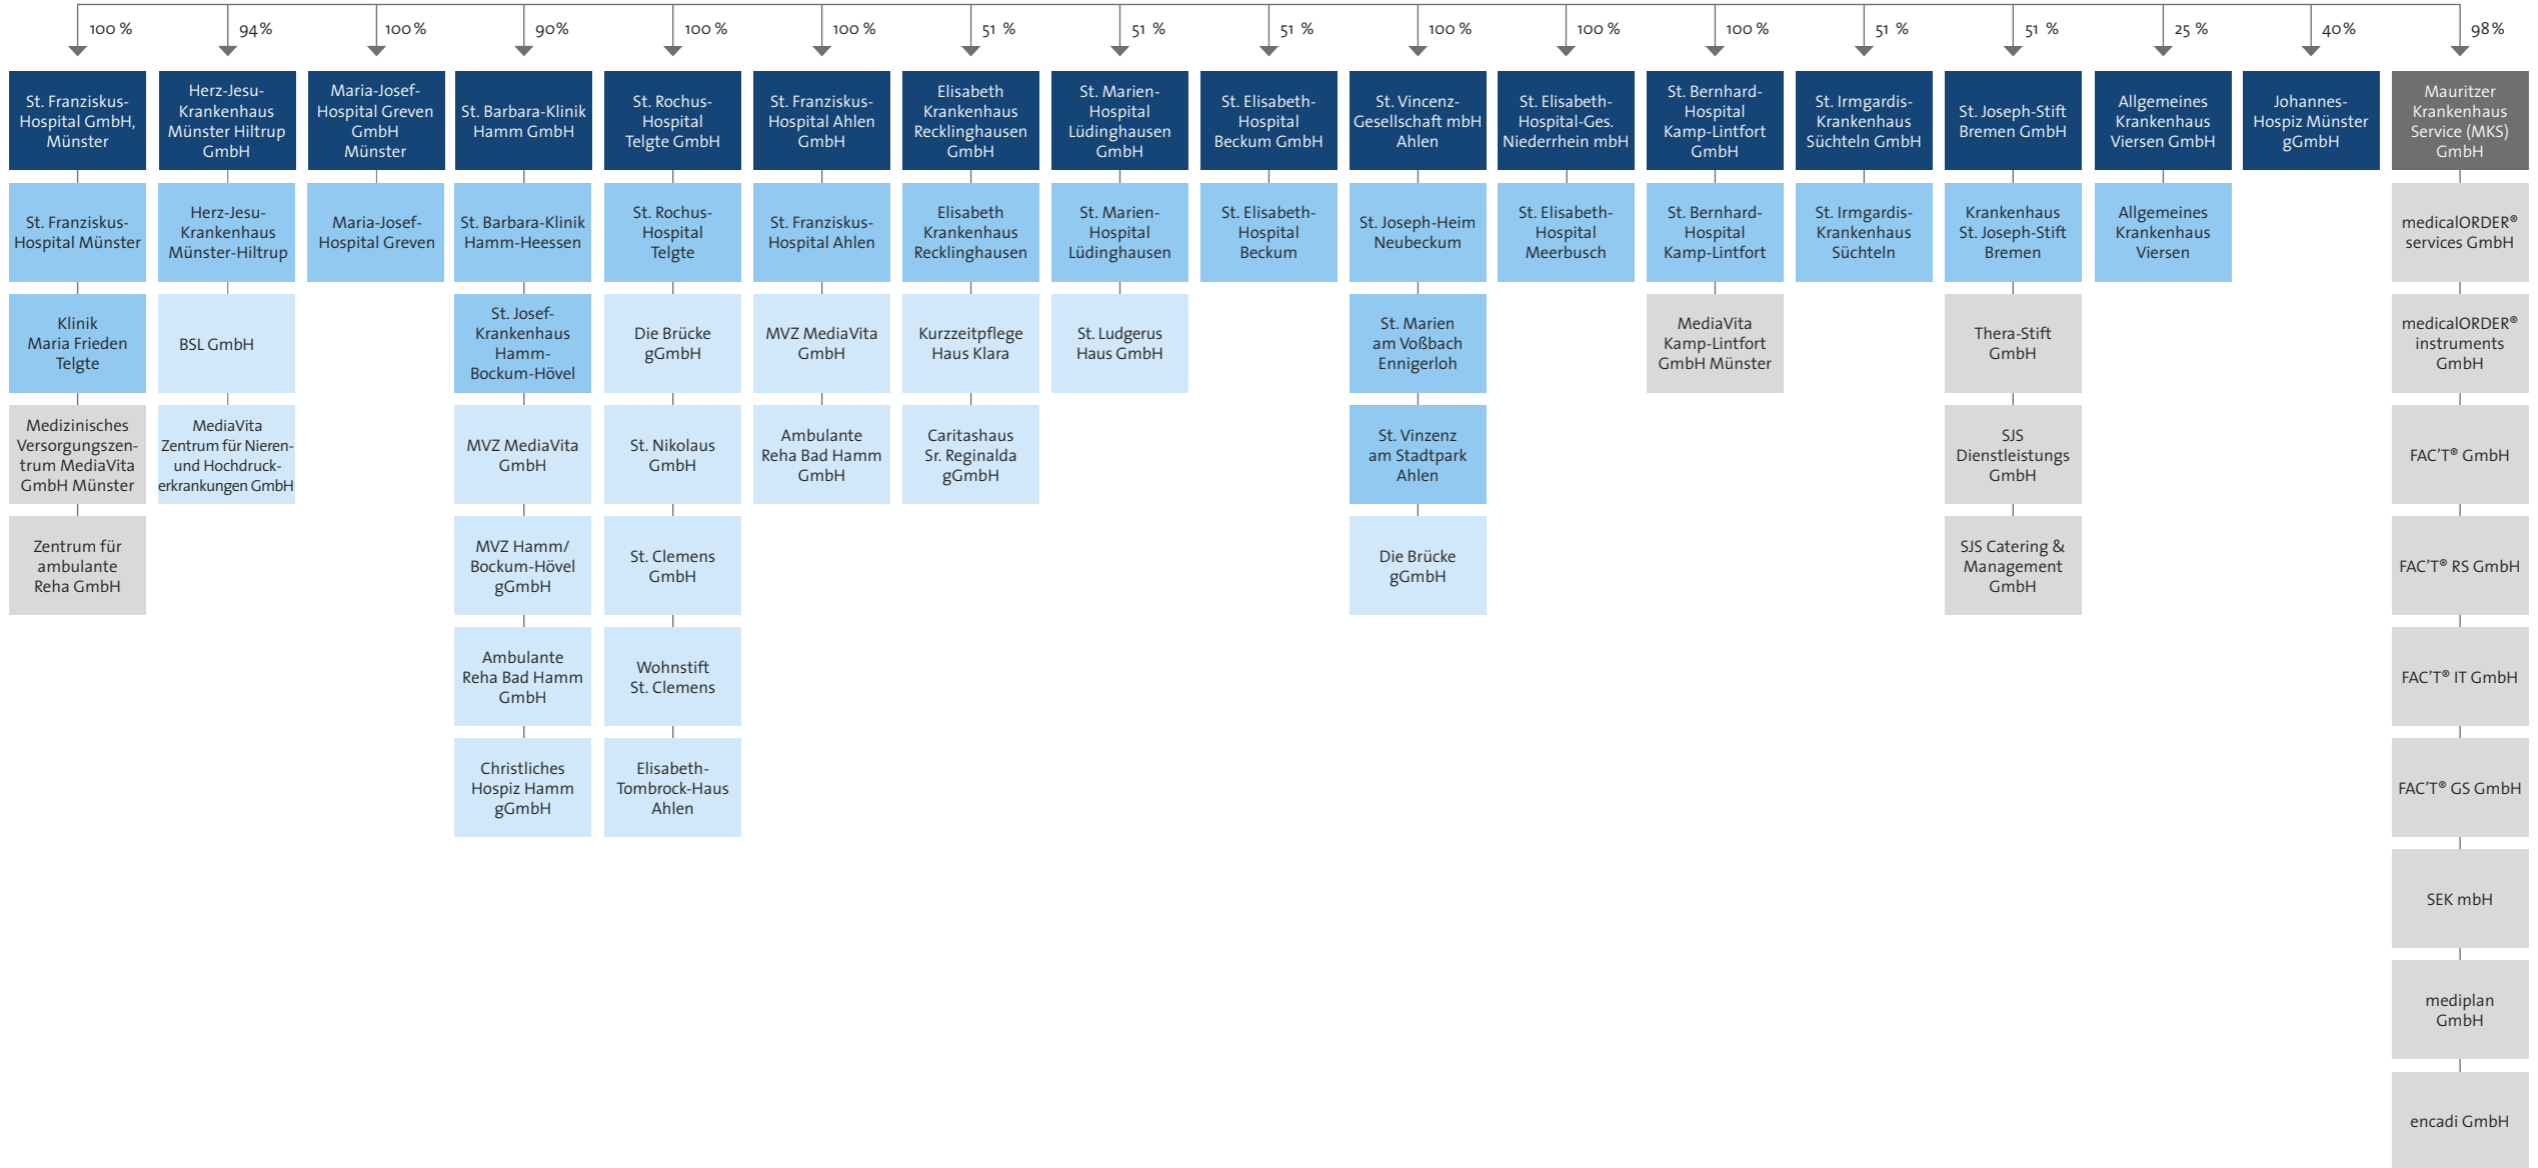 100 %
94 %
100 %
90 %
100 %
100 %
51 %
51 %
51 %
100 %
100 %
100 %
51 %
51 %
25 %
40 %
98 %
St. Franziskus-
Hospital GmbH,
Münster
Herz-Jesu-
Krankenhaus
Münster Hiltrup
GmbH
Maria-Josef-
Hospital Greven
GmbH
Münster
St. Barbara-Klinik
Hamm GmbH
St. Rochus-
Hospital
Telgte GmbH
St. Franziskus-
Hospital Ahlen
GmbH
Elisabeth
Krankenhaus
Recklinghausen
GmbH
St. Marien-
Hospital
Lüdinghausen
GmbH
St. Elisabeth-
Hospital
Beckum GmbH
St. Vincenz-
Gesellschaft mbH
Ahlen
St. Elisabeth-
Hospital-Ges.
Niederrhein mbH
St. Bernhard-
Hospital
Kamp-Lintfort
GmbH
St. Irmgardis-
Krankenhaus
Süchteln GmbH
St. Joseph-Stift
Bremen GmbH
Allgemeines
Krankenhaus
Viersen GmbH
Johannes-
Hospiz Münster
gGmbH
Mauritzer
Krankenhaus
Service (MKS)
GmbH
St. Franziskus-
Hospital Münster
Herz-Jesu-
Krankenhaus
Münster-Hiltrup
Maria-Josef-
Hospital Greven
St. Barbara-Klinik
Hamm-Heessen
St. Rochus-
Hospital
Telgte
St. Franziskus-
Hospital Ahlen
Elisabeth
Krankenhaus
Recklinghausen
St. Marien-
Hospital
Lüdinghausen
St. Elisabeth-
Hospital
Beckum
St. Joseph-Heim
Neubeckum
St. Elisabeth-
Hospital
Meerbusch
St. Bernhard-
Hospital
Kamp-Lintfort
St. Irmgardis-
Krankenhaus
Süchteln
Krankenhaus
St. Joseph-Stift
Bremen
Allgemeines
Krankenhaus
Viersen
medicalORDER®
services GmbH
Klinik
Maria Frieden
Telgte
BSL GmbH
St. Josef-
Krankenhaus
Hamm-
Bockum-Hövel
Die Brücke
gGmbH
MVZ MediaVita
GmbH
Kurzzeitpflege
Haus Klara
St. Ludgerus
Haus GmbH
St. Marien
am Voßbach
Ennigerloh
MediaVita
Kamp-Lintfort
GmbH Münster
Thera-Stift
GmbH
medicalORDER®
instruments
GmbH
Medizinisches
Versorgungszen-
trum MediaVita
GmbH Münster
MediaVita
Zentrum für Nieren-
und Hochdruck-
erkrankungen GmbH
MVZ MediaVita
GmbH
St. Nikolaus
GmbH
Ambulante
Reha Bad Hamm
GmbH
Caritashaus
Sr. Reginalda
gGmbH
St. Vinzenz
am Stadtpark
Ahlen
SJS
Dienstleistungs
GmbH
FAC'T® GmbH
Zentrum für
ambulante
Reha GmbH
MVZ Hamm/
Bockum-Hövel
gGmbH
St. Clemens
GmbH
Die Brücke
gGmbH
SJS Catering &
Management
GmbH
FAC'T® RS GmbH
Ambulante
Reha Bad Hamm
GmbH
Wohnstift
St. Clemens
FAC'T® IT GmbH
Christliches
Hospiz Hamm
gGmbH
Elisabeth-
Tombrock-Haus
Ahlen
FAC'T® GS GmbH
SEK mbH
mediplan
GmbH
encadi GmbH